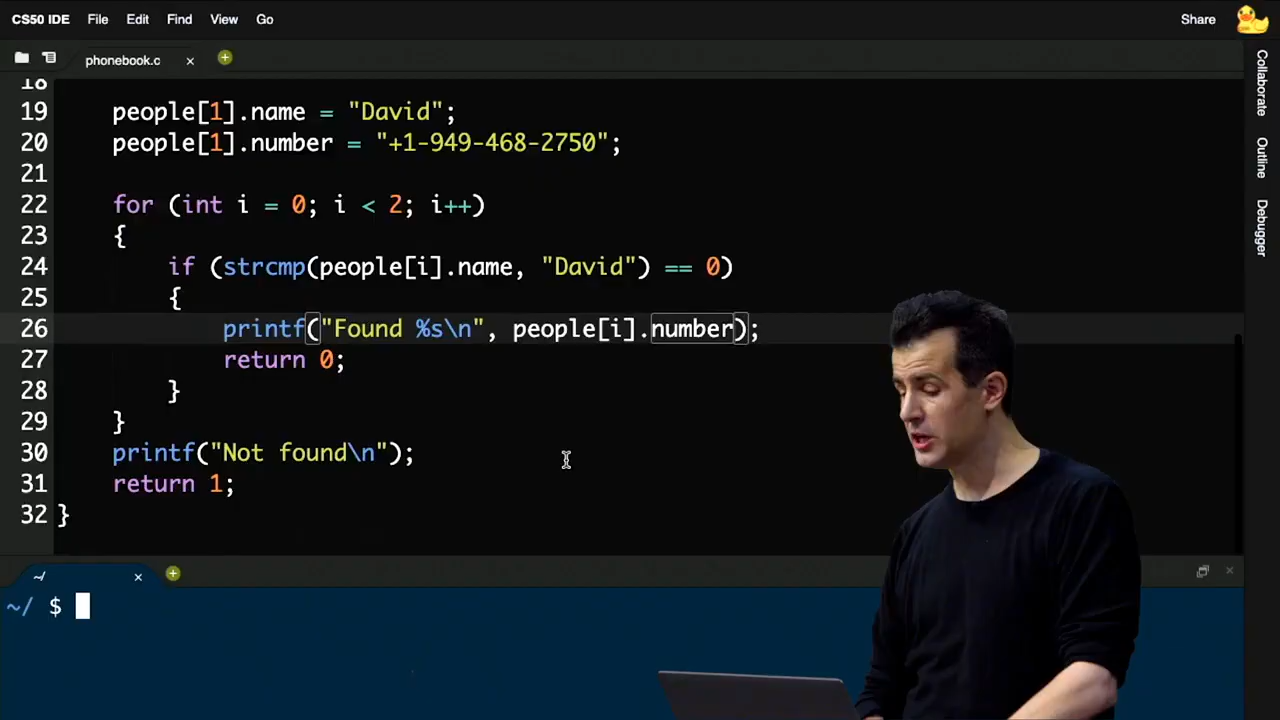 CS50 IDE File Edit Find View Go Share
phonebook.c
18
19 people[1].name = "David";
20 people[1].number = "+1-949-468-2750";
21
22 for (int i = 0; i < 2; i++)
23 {
24 if (strcmp(people[i].name, "David") == 0)
25 {
26 printf("Found %s\n", people[i].number);
27 return 0;
28 }
29 }
30 printf("Not found\n");
31 return 1;
32 }
~/
~/ $
Collaborate
Outline
Debugger